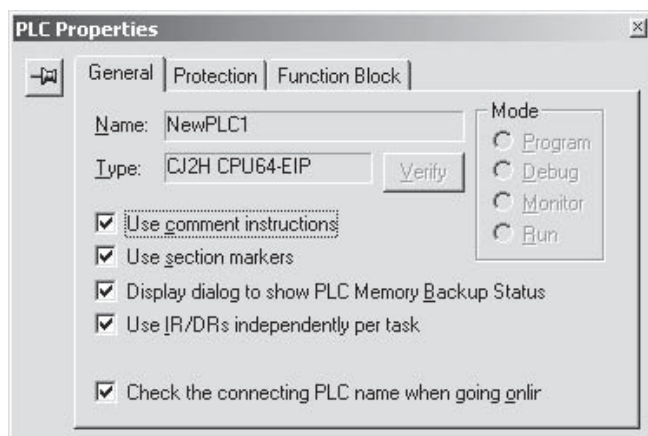 PLC Properties
General Protection Function Block
Name: NewPLC1
Type: CJ2H CPU64-EIP Verify
Mode
Program
Debug
Monitor
Run
Use comment instructions
Use section markers
Display dialog to show PLC Memory Backup Status
Use IR/DRs independently per task
Check the connecting PLC name when going onlir